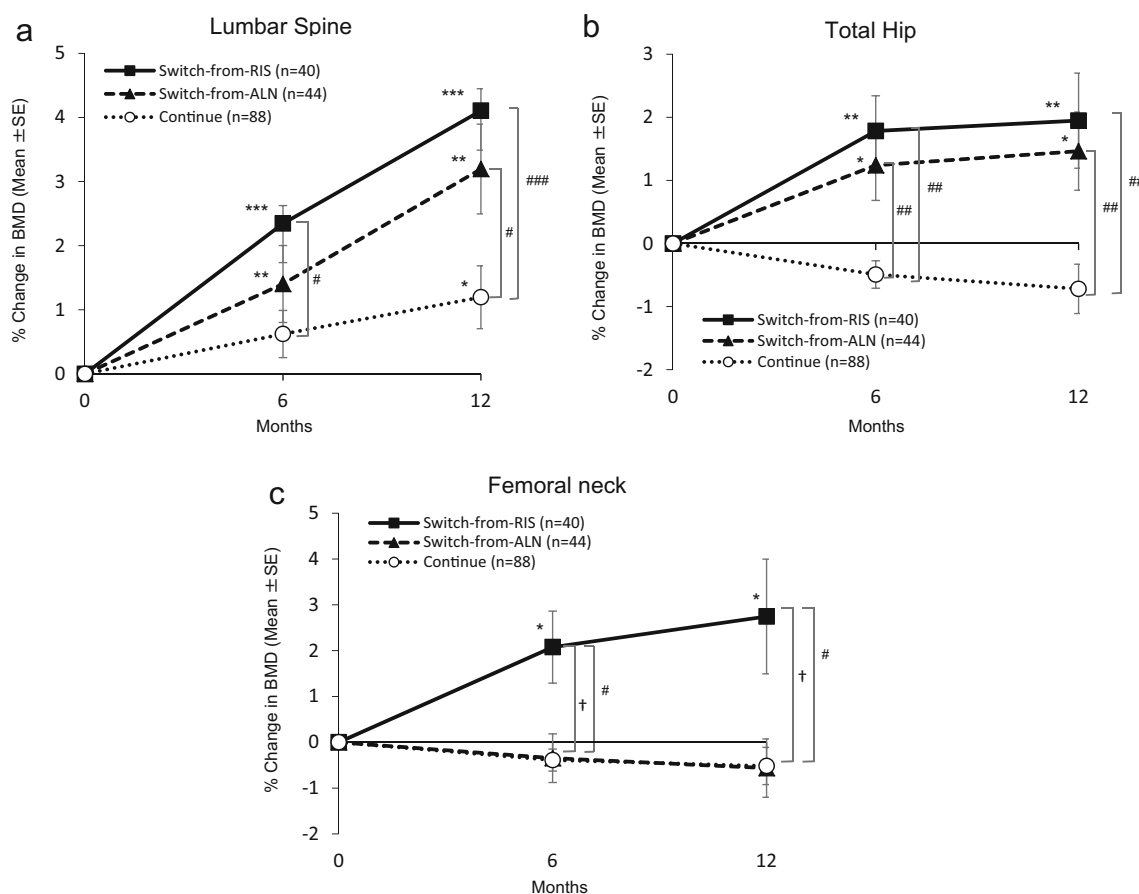 a
Lumbar Spine
% Change in BMD (Mean ±SE)
5
4
3
2
1
0
Switch-from-RIS (n=40)
Switch-from-ALN (n=44)
Continue (n=88)
***
***
**
**
*
#
#
###
0
6
12
Months
b
Total Hip
% Change in BMD (Mean ±SE)
3
2
1
0
-1
-2
**
**
*
*
##
##
##
##
Switch-from-RIS (n=40)
Switch-from-ALN (n=44)
Continue (n=88)
0
6
12
Months
c
Femoral neck
% Change in BMD (Mean ±SE)
5
4
3
2
1
0
-1
-2
Switch-from-RIS (n=40)
Switch-from-ALN (n=44)
Continue (n=88)
*
*
†
#
†
#
0
6
12
Months